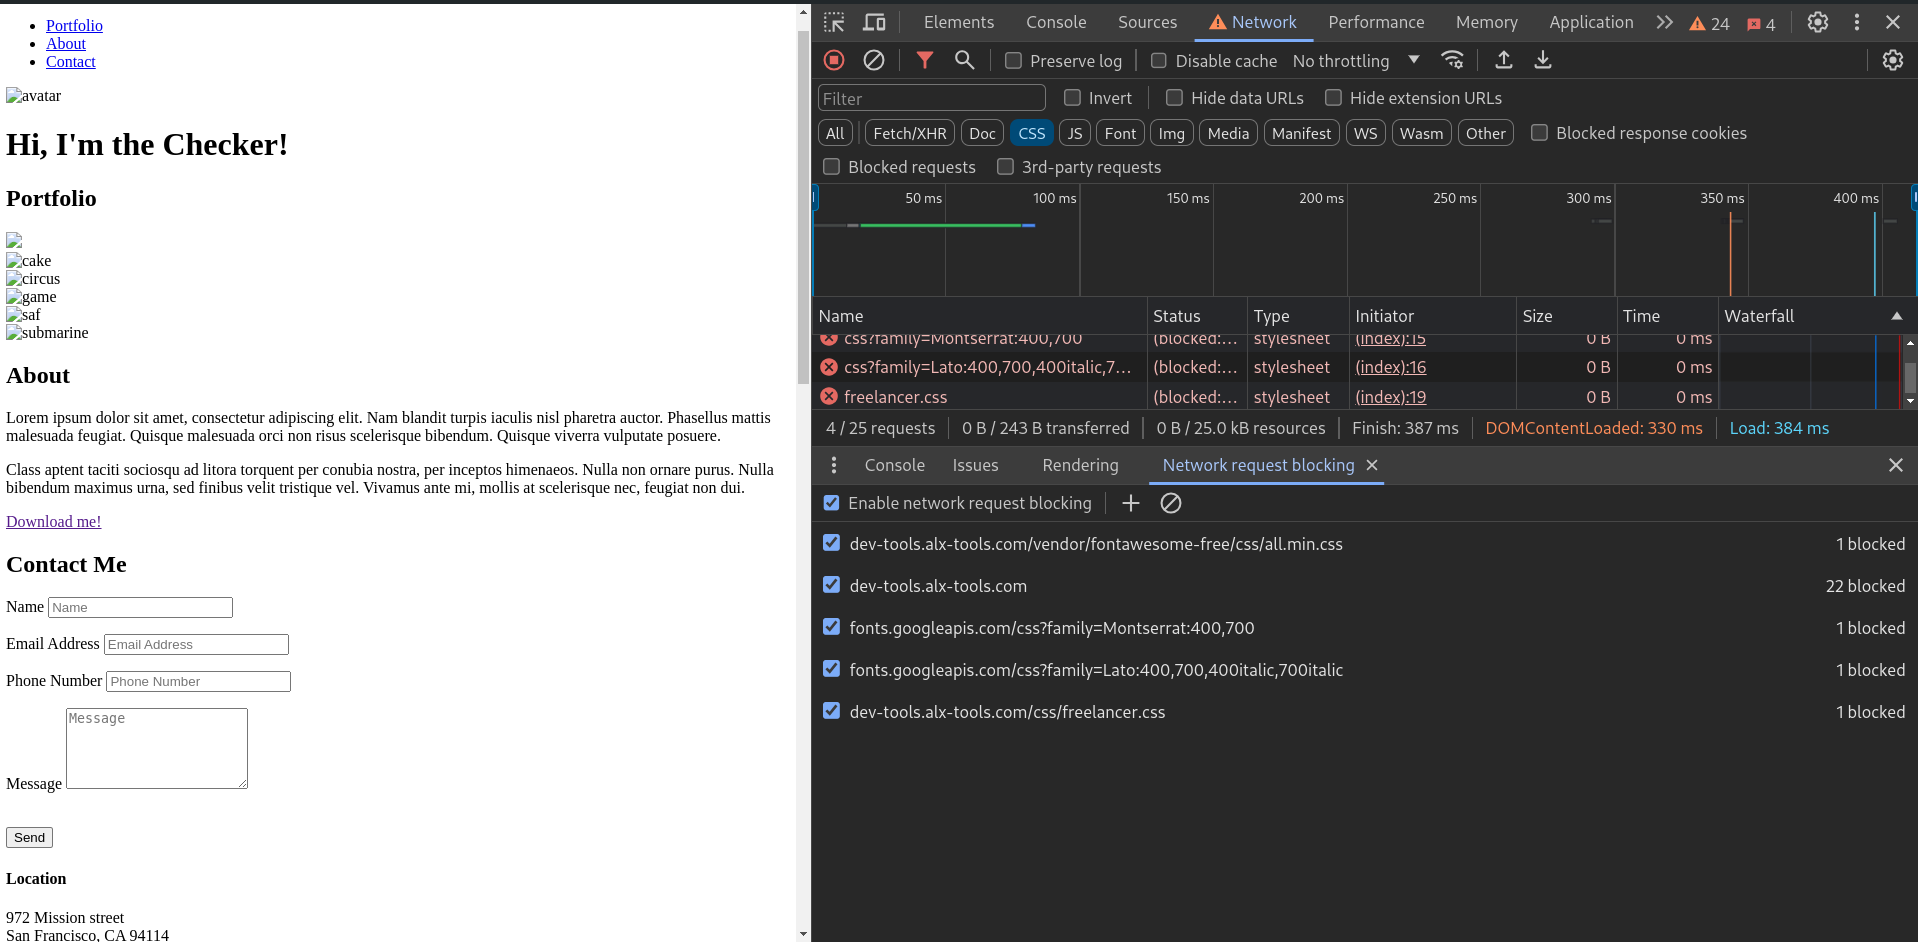 Portfolio
About
Contact
avatar
Hi, I'm the Checker!
Portfolio
cake
circus
game
saf
submarine
About
Lorem ipsum dolor sit amet, consectetur adipiscing elit. Nam blandit turpis iaculis nisl pharetra auctor. Phasellus mattis
malesuada feugiat. Quisque malesuada orci non risus scelerisque bibendum. Quisque viverra vulputate posuere.
Class aptent taciti sociosqu ad litora torquent per conubia nostra, per inceptos himenaeos. Nulla non ornare purus. Nulla
bibendum maximus urna, sed finibus velit tristique vel. Vivamus ante mi, mollis at scelerisque nec, feugiat non dui.
Download me!
Contact Me
Name Name
Email Address Email Address
Phone Number Phone Number
Message
Message
Send
Location
972 Mission street
San Francisco, CA 94114
Elements Console Sources Network Performance Memory Application 24 4
Preserve log Disable cache No throttling
Filter Invert Hide data URLs Hide extension URLs
All Fetch/XHR Doc CSS JS Font Img Media Manifest WS Wasm Other Blocked response cookies
Blocked requests 3rd-party requests
50 ms 100 ms 150 ms 200 ms 250 ms 300 ms 350 ms 400 ms
Name Status Type Initiator Size Time Waterfall
css?family=Montserrat:400,700 (blocked:... stylesheet (index):15 0 B 0 ms
css?family=Lato:400,700,400italic,7... (blocked:... stylesheet (index):16 0 B 0 ms
freelancer.css (blocked:... stylesheet (index):19 0 B 0 ms
4 / 25 requests 0 B / 243 B transferred 0 B / 25.0 kB resources Finish: 387 ms DOMContentLoaded: 330 ms Load: 384 ms
Console Issues Rendering Network request blocking
Enable network request blocking
dev-tools.alx-tools.com/vendor/fontawesome-free/css/all.min.css 1 blocked
dev-tools.alx-tools.com 22 blocked
fonts.googleapis.com/css?family=Montserrat:400,700 1 blocked
fonts.googleapis.com/css?family=Lato:400,700,400italic,700italic 1 blocked
dev-tools.alx-tools.com/css/freelancer.css 1 blocked